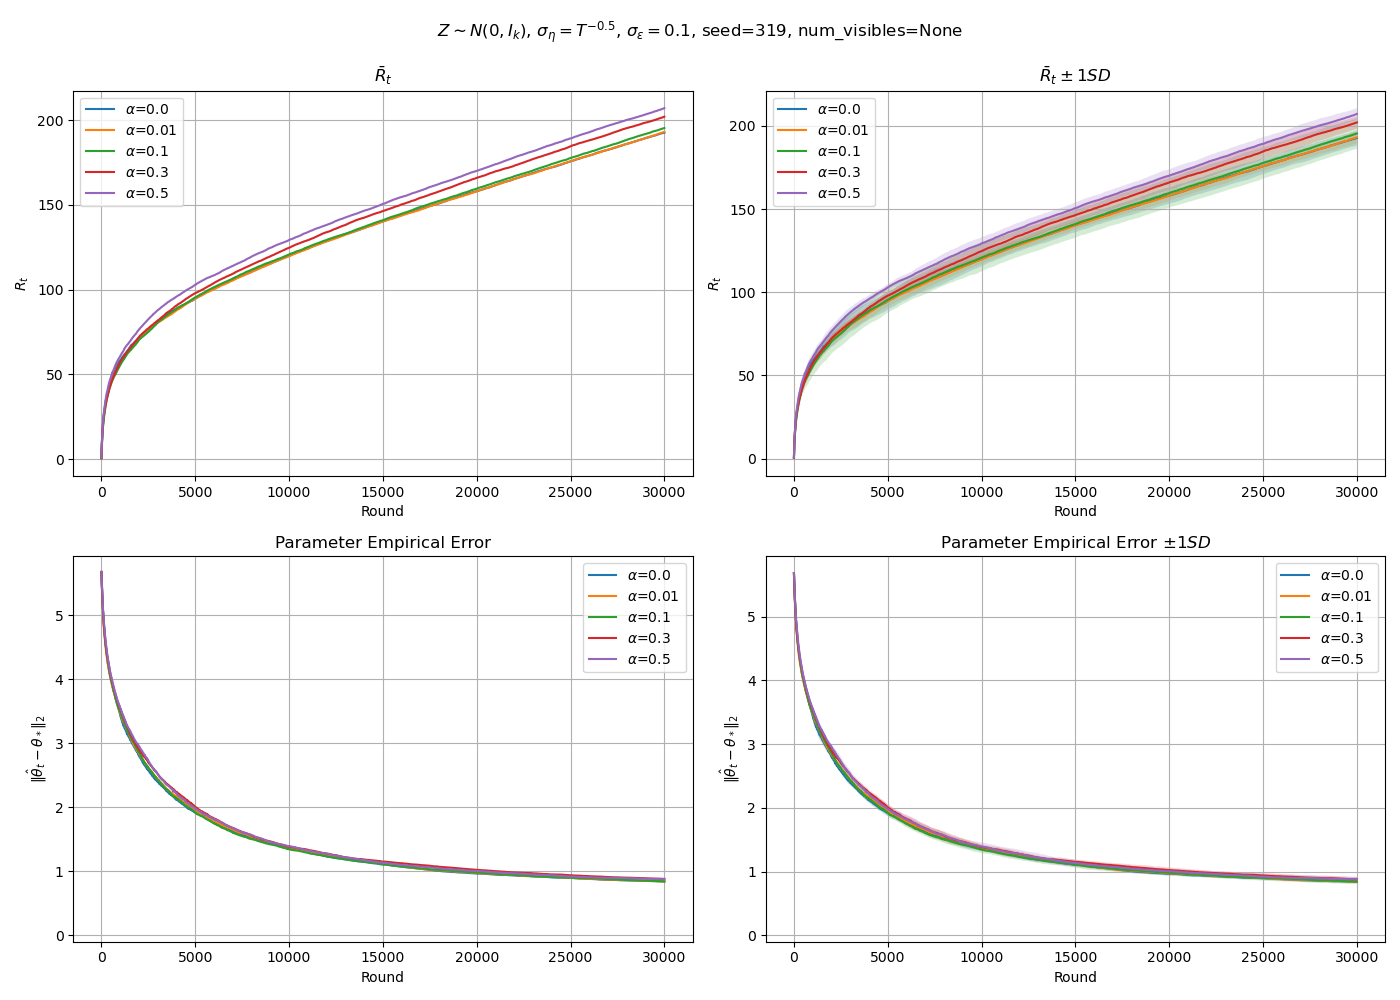 Z ∼ N(0, I_k), σ_η = T^{−0.5}, σ_ε = 0.1, seed=319, num_visibles=None
R̄_t
200
150
100
50
0
R_t
α=0.0
α=0.01
α=0.1
α=0.3
α=0.5
0 5000 10000 15000 20000 25000 30000
Round
R̄_t ± 1SD
200
150
100
50
0
R_t
α=0.0
α=0.01
α=0.1
α=0.3
α=0.5
0 5000 10000 15000 20000 25000 30000
Round
Parameter Empirical Error
5
4
3
2
1
0
‖θ̂_t − θ_*‖_2
α=0.0
α=0.01
α=0.1
α=0.3
α=0.5
0 5000 10000 15000 20000 25000 30000
Round
Parameter Empirical Error ±1SD
5
4
3
2
1
0
‖θ̂_t − θ_*‖_2
α=0.0
α=0.01
α=0.1
α=0.3
α=0.5
0 5000 10000 15000 20000 25000 30000
Round